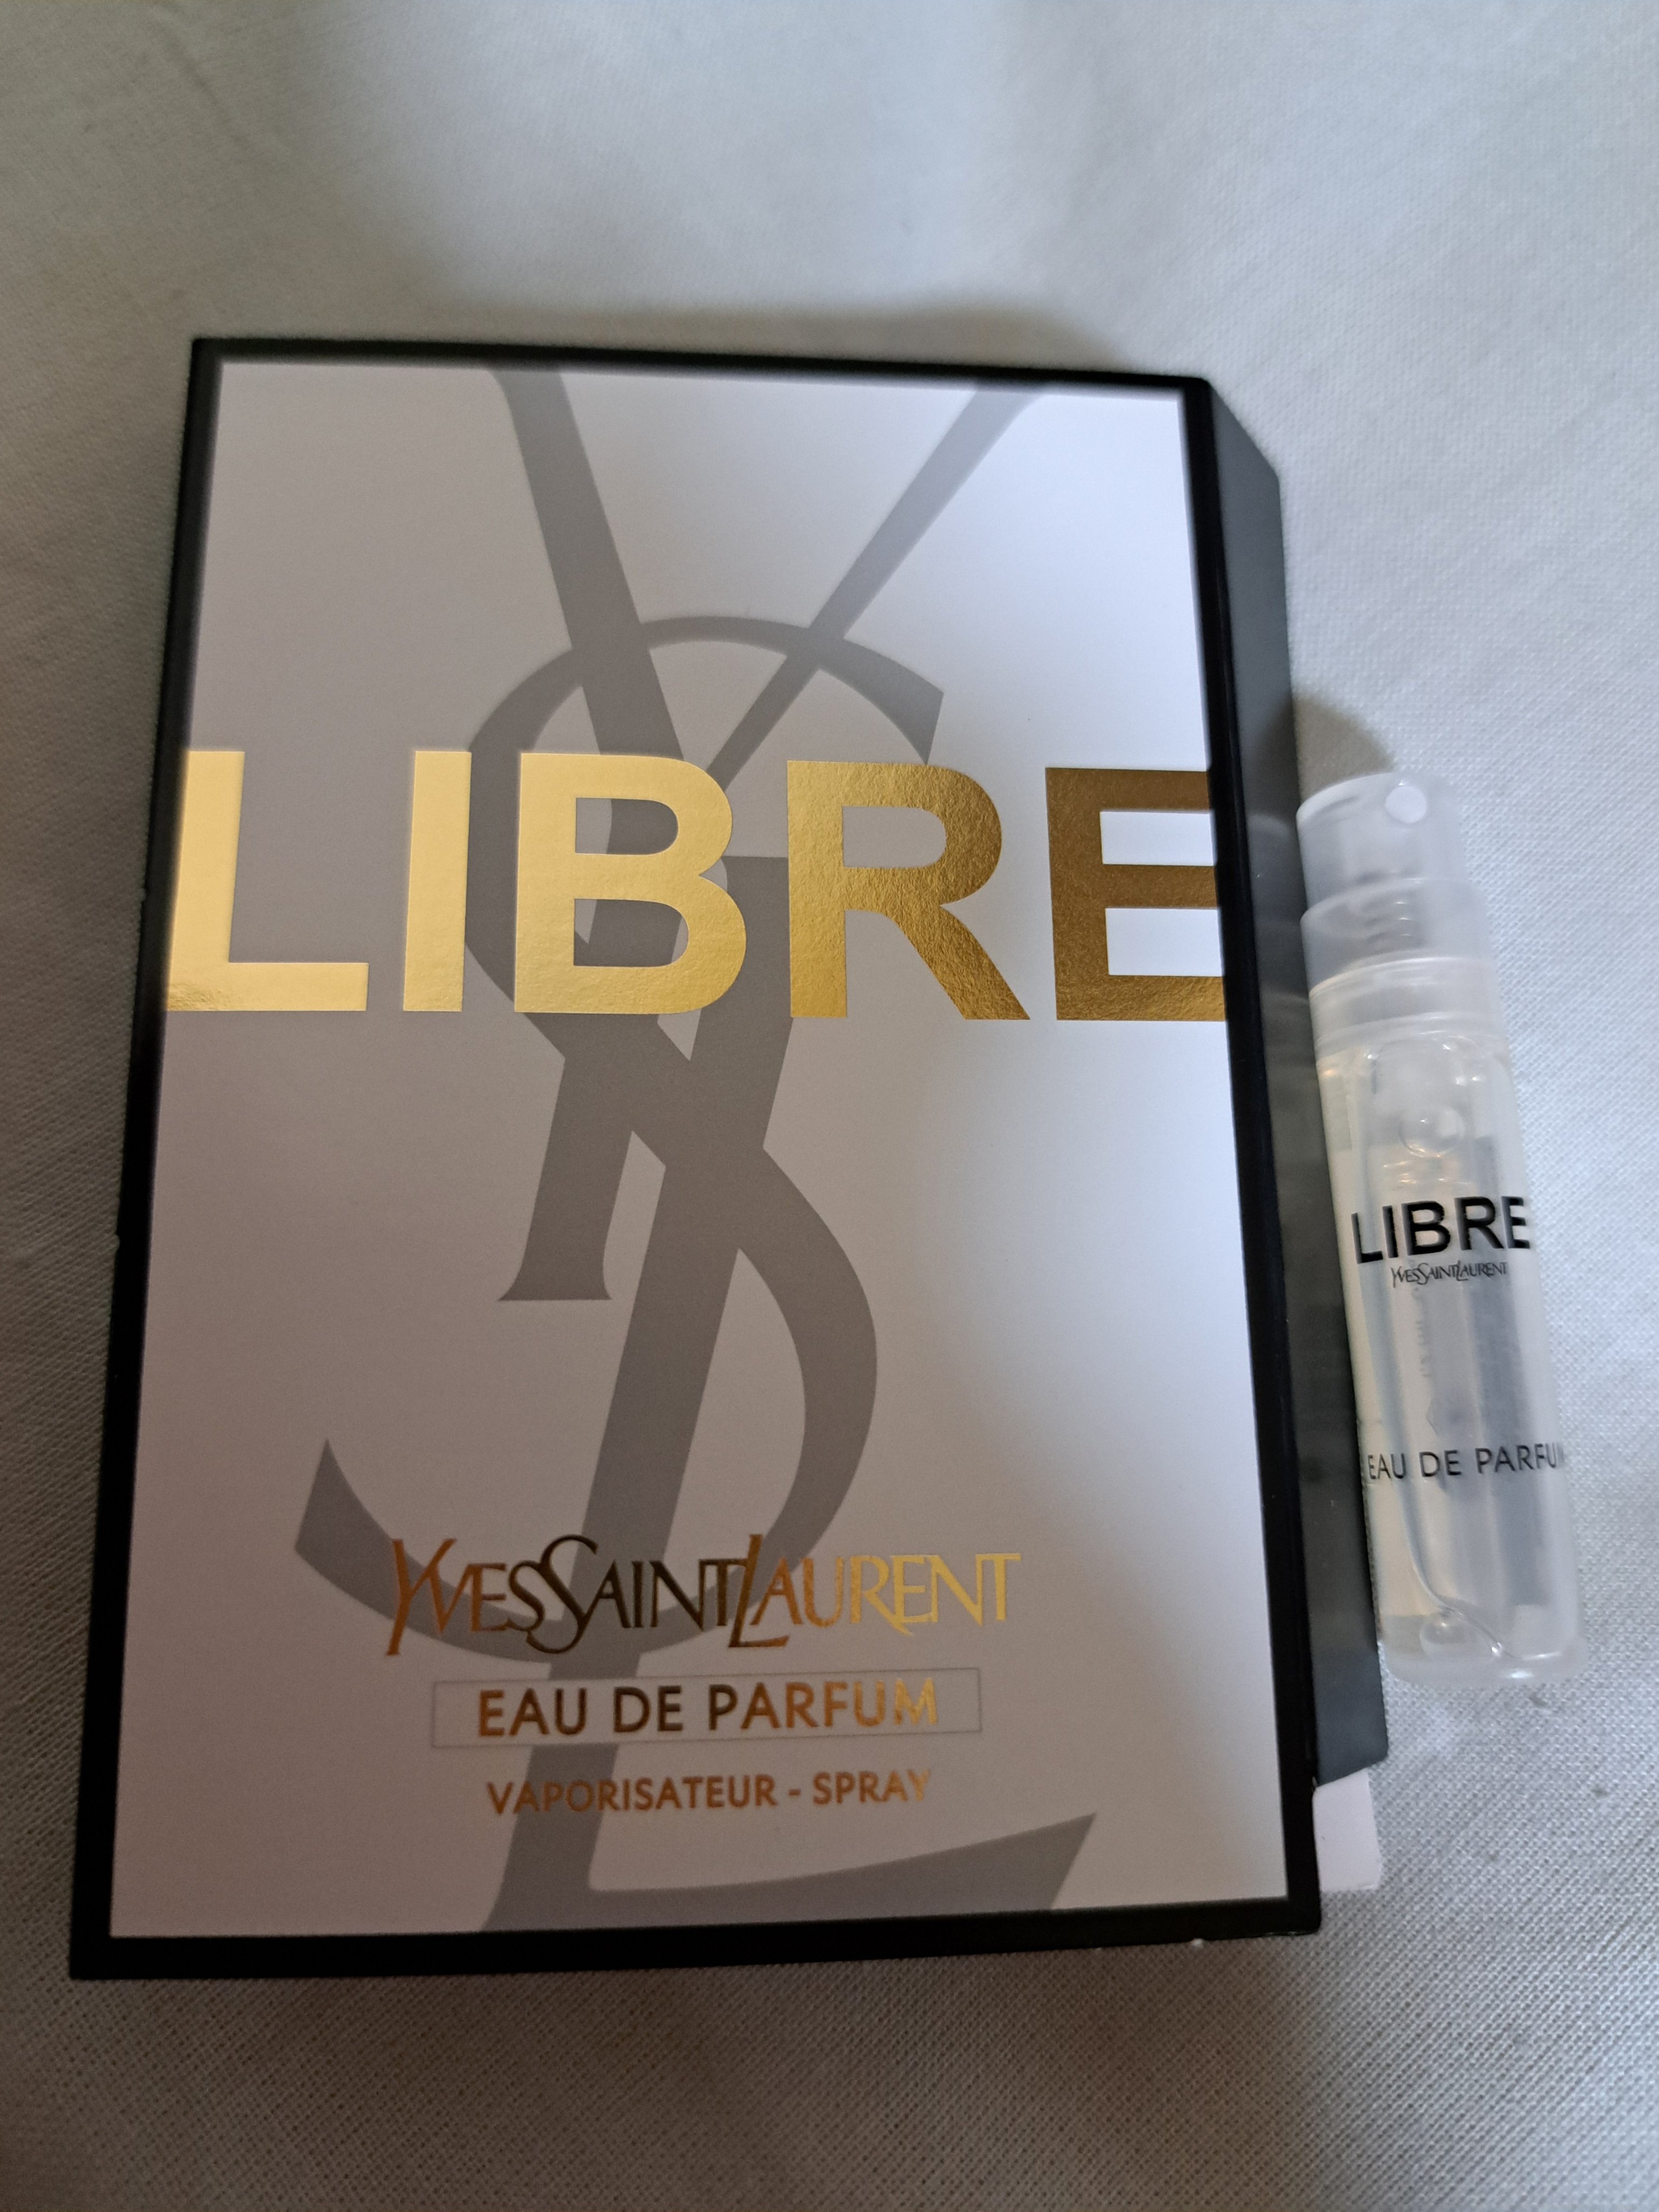 LIBRE
YVESSAINTLAURENT
EAU DE PARFUM
VAPORISATEUR - SPRAY
LIBRE
YVESSAINTLAURENT
EAU DE PARFUM